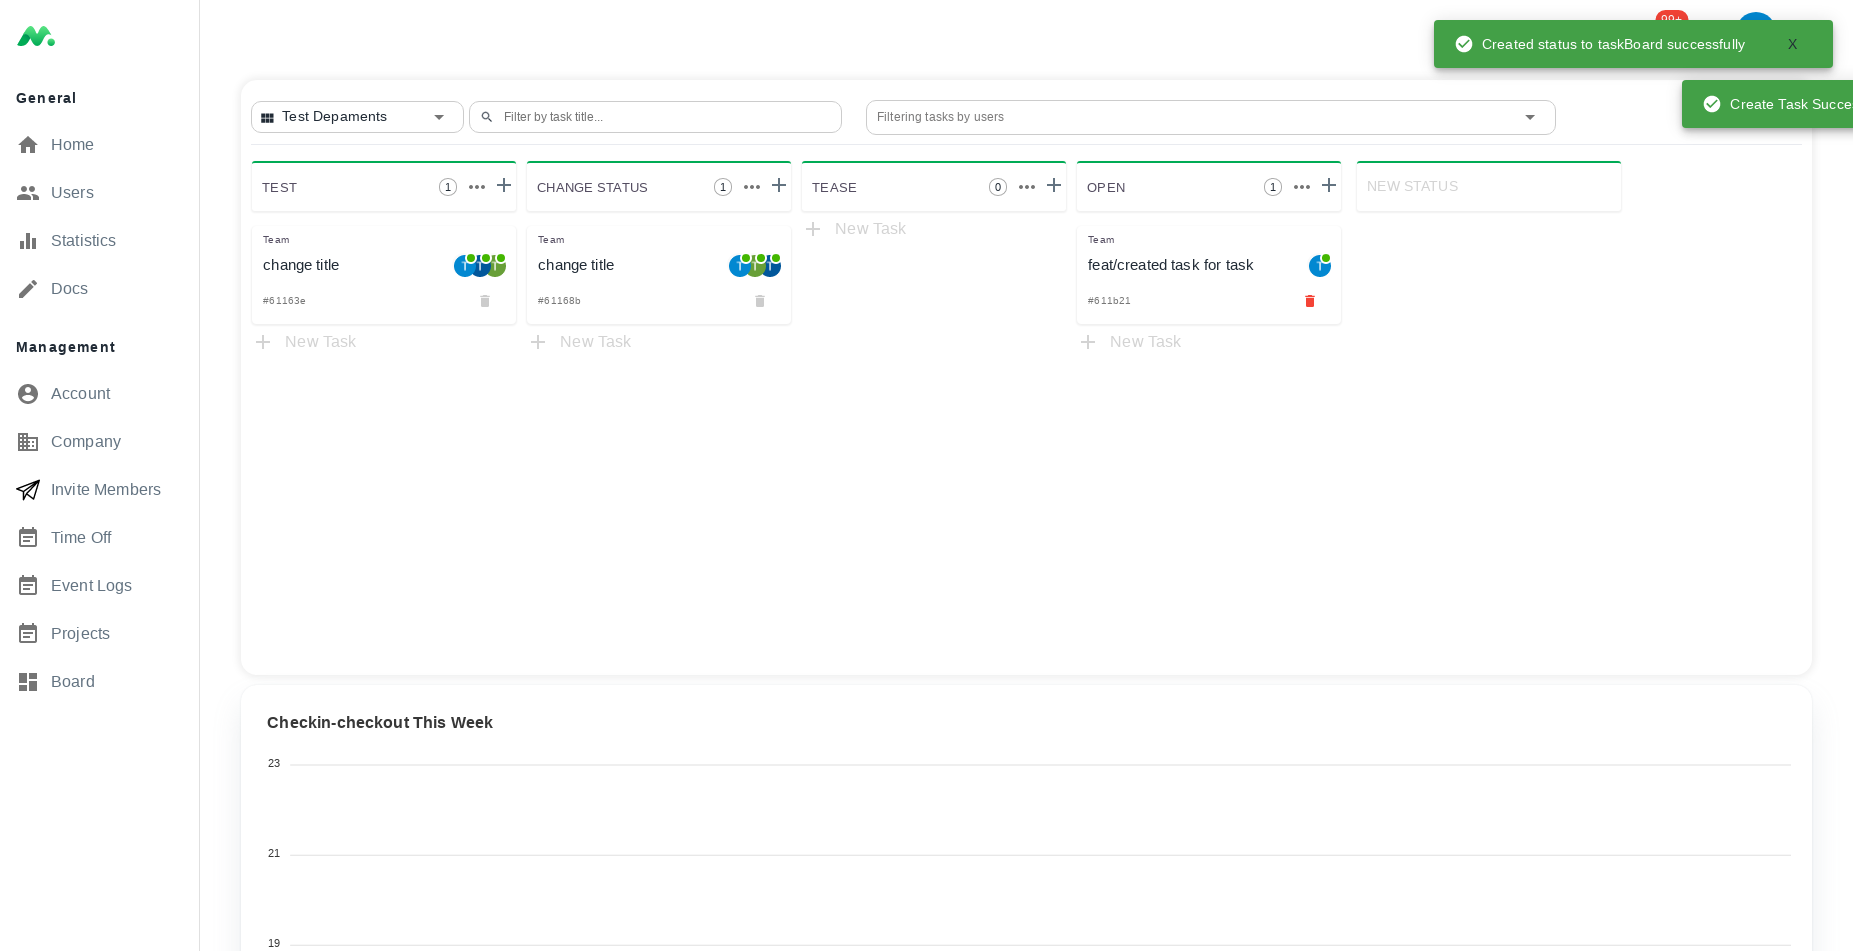 General
Home
Users
Statistics
Docs
Management
Account
Company
Invite Members
Time Off
Event Logs
Projects
Board
Created status to taskBoard successfully X
Create Task
Test Depaments
Filter by task title...
Filtering tasks by users
TEST 1
Team
change title
#61163e
New Task
CHANGE STATUS 1
Team
change title
#61168b
New Task
TEASE 0
New Task
OPEN 1
Team
feat/created task for task
#611b21
New Task
NEW STATUS
Checkin-checkout This Week
23
21
19